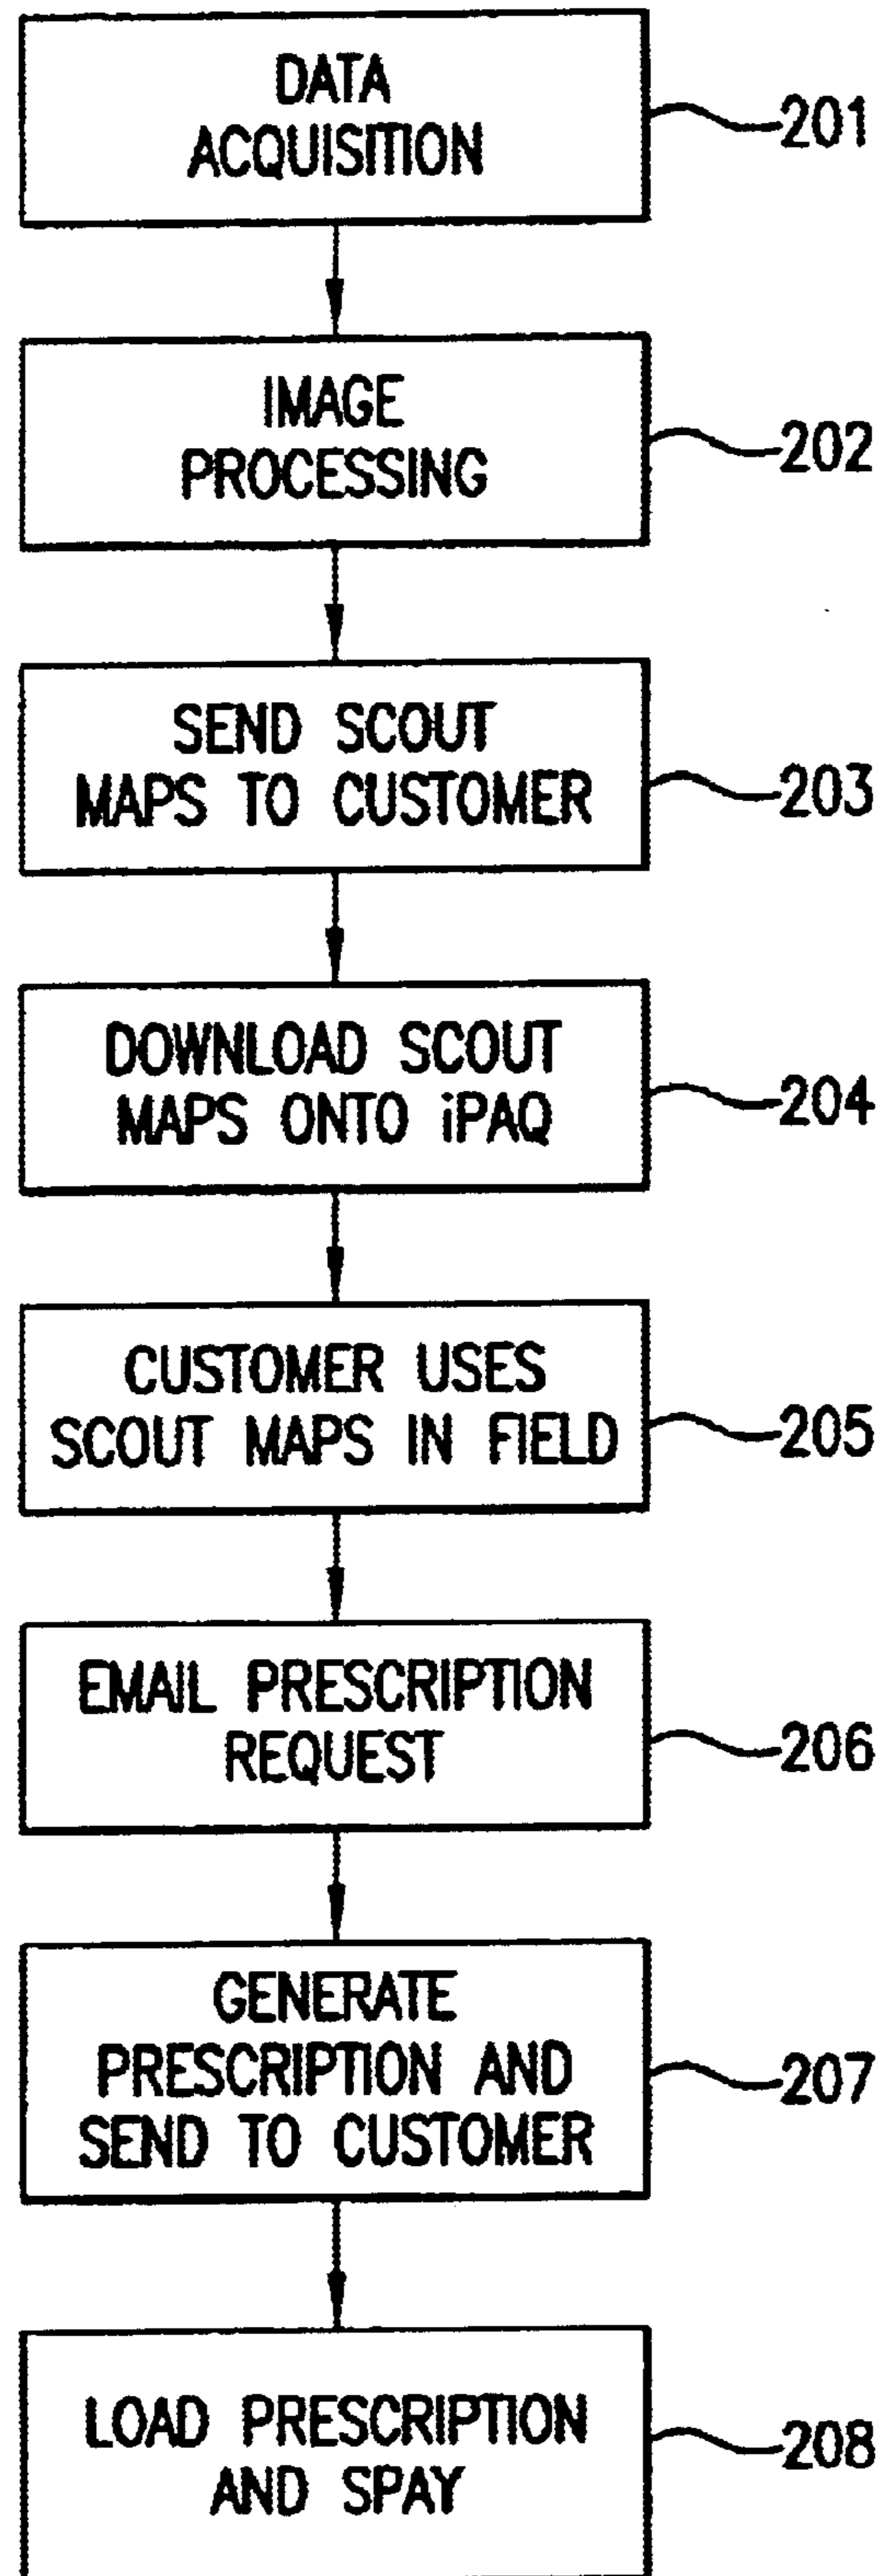 DATA
ACQUISITION
201
IMAGE
PROCESSING
202
SEND SCOUT
MAPS TO CUSTOMER
203
DOWNLOAD SCOUT
MAPS ONTO iPAQ
204
CUSTOMER USES
SCOUT MAPS IN FIELD
205
EMAIL PRESCRIPTION
REQUEST
206
GENERATE
PRESCRIPTION AND
SEND TO CUSTOMER
207
LOAD PRESCRIPTION
AND SPAY
208